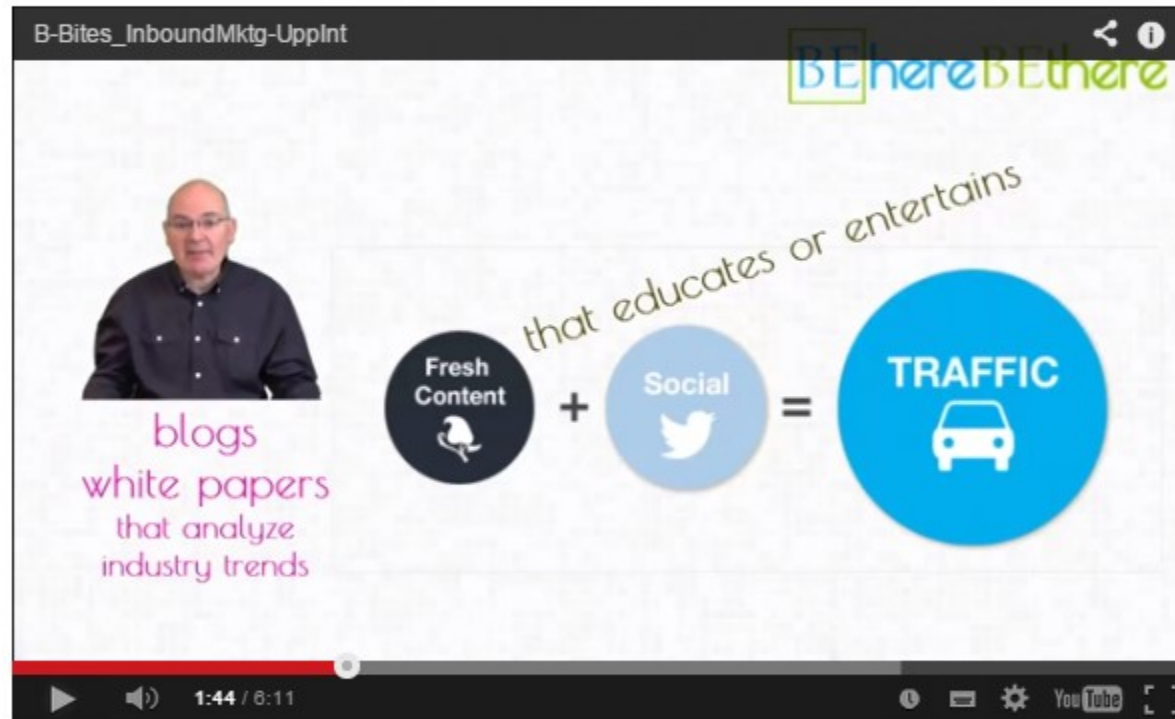 B-Bites_InboundMktg-UppInt
BEhereBEthere
that educates or entertains
Fresh
Content
+
Social
=
TRAFFIC
blogs
white papers
that analyze
industry trends
1:44 / 6:11
YouTube